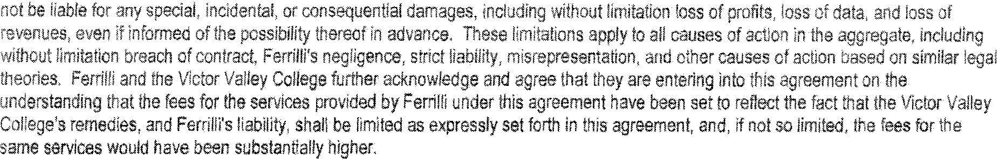 not be liable for any special, incidental, or consequential damages, including without limitation loss of profits, loss of data, and loss of
revenues, even if informed of the possibility thereof in advance.  These limitations apply to all causes of action in the aggregate, including
without limitation breach of contract, Ferrilli's negligence, strict liability, misrepresentation, and other causes of action based on similar legal
theories.  Ferrilli and the Victor Valley College further acknowledge and agree that they are entering into this agreement on the
understanding that the fees for the services provided by Ferrilli under this agreement have been set to reflect the fact that the Victor Valley
College's remedies, and Ferrilli's liability, shall be limited as expressly set forth in this agreement, and, if not so limited, the fees for the
same services would have been substantially higher.